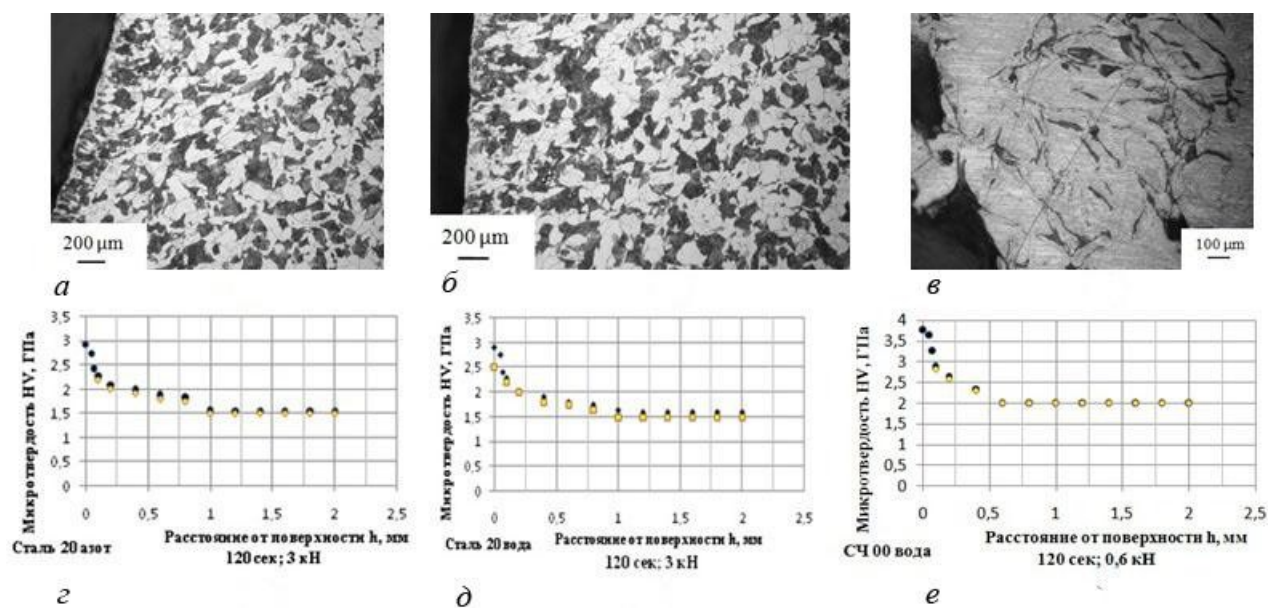 200 µm
200 µm
100 µm
а
б
в
Микротвердость HV, ГПа
3,5
3
2,5
2
1,5
1
0,5
0
0 0,5 1 1,5 2 2,5
Расстояние от поверхности h, мм
Сталь 20 азот
120 сек; 3 кН
Микротвердость HV, ГПа
3,5
3
2,5
2
1,5
1
0,5
0
0 0,5 1 1,5 2 2,5
Расстояние от поверхности h, мм
Сталь 20 вода
120 сек; 3 кН
Микротвердость HV, ГПа
4
3,5
3
2,5
2
1,5
1
0,5
0
0 0,5 1 1,5 2 2,5
Расстояние от поверхности h, мм
СЧ 00 вода
120 сек; 0,6 кН
г
д
е